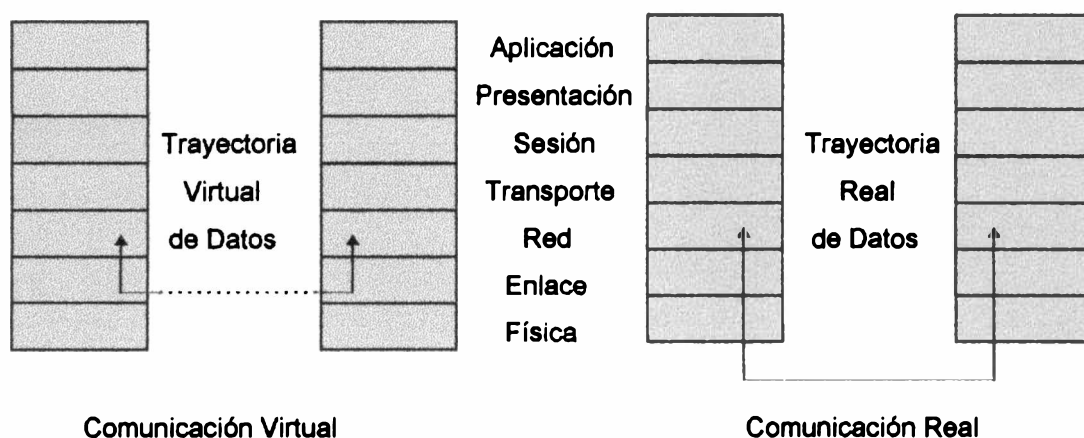 Aplicación
Presentación
Trayectoria
Virtual
de Datos
Sesión
Transporte
Red
Enlace
Física
Trayectoria
Real
de Datos
Comunicación Virtual
Comunicación Real